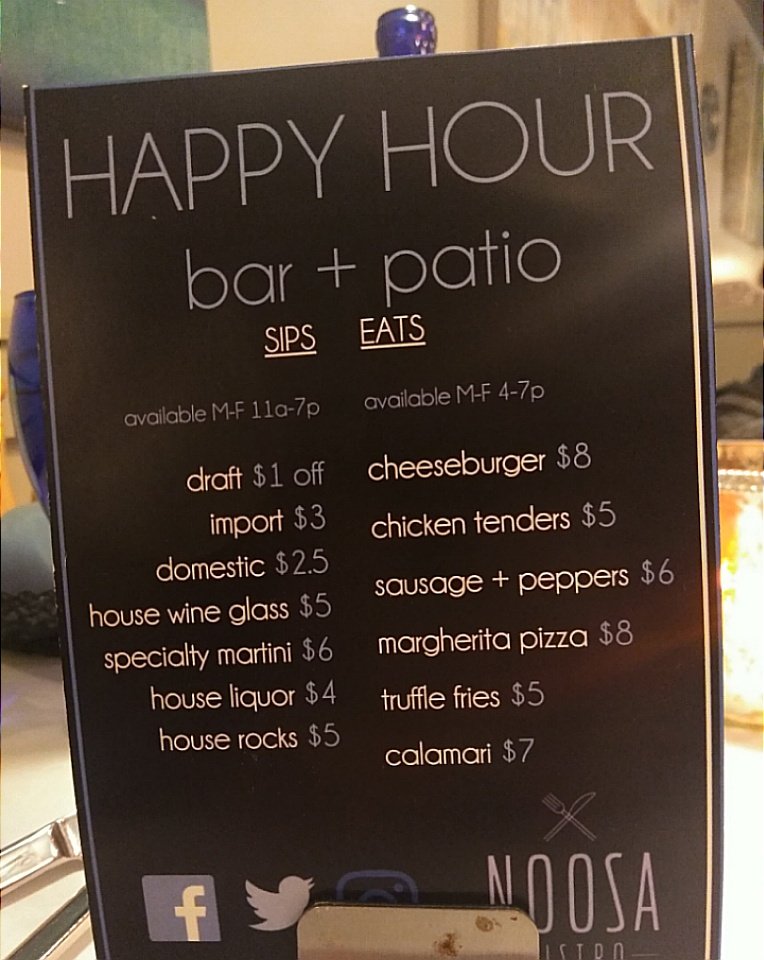 HAPPY HOUR
bar + patio
SIPS
available M-F 11a-7p
draft $1 off
import $3
domestic $2.5
house wine glass $5
specialty martini $6
house liquor $4
house rocks $5
EATS
available M-F 4-7p
cheeseburger $8
chicken tenders $5
sausage + peppers $6
margherita pizza $8
truffle fries $5
calamari $7
f
NOOSA